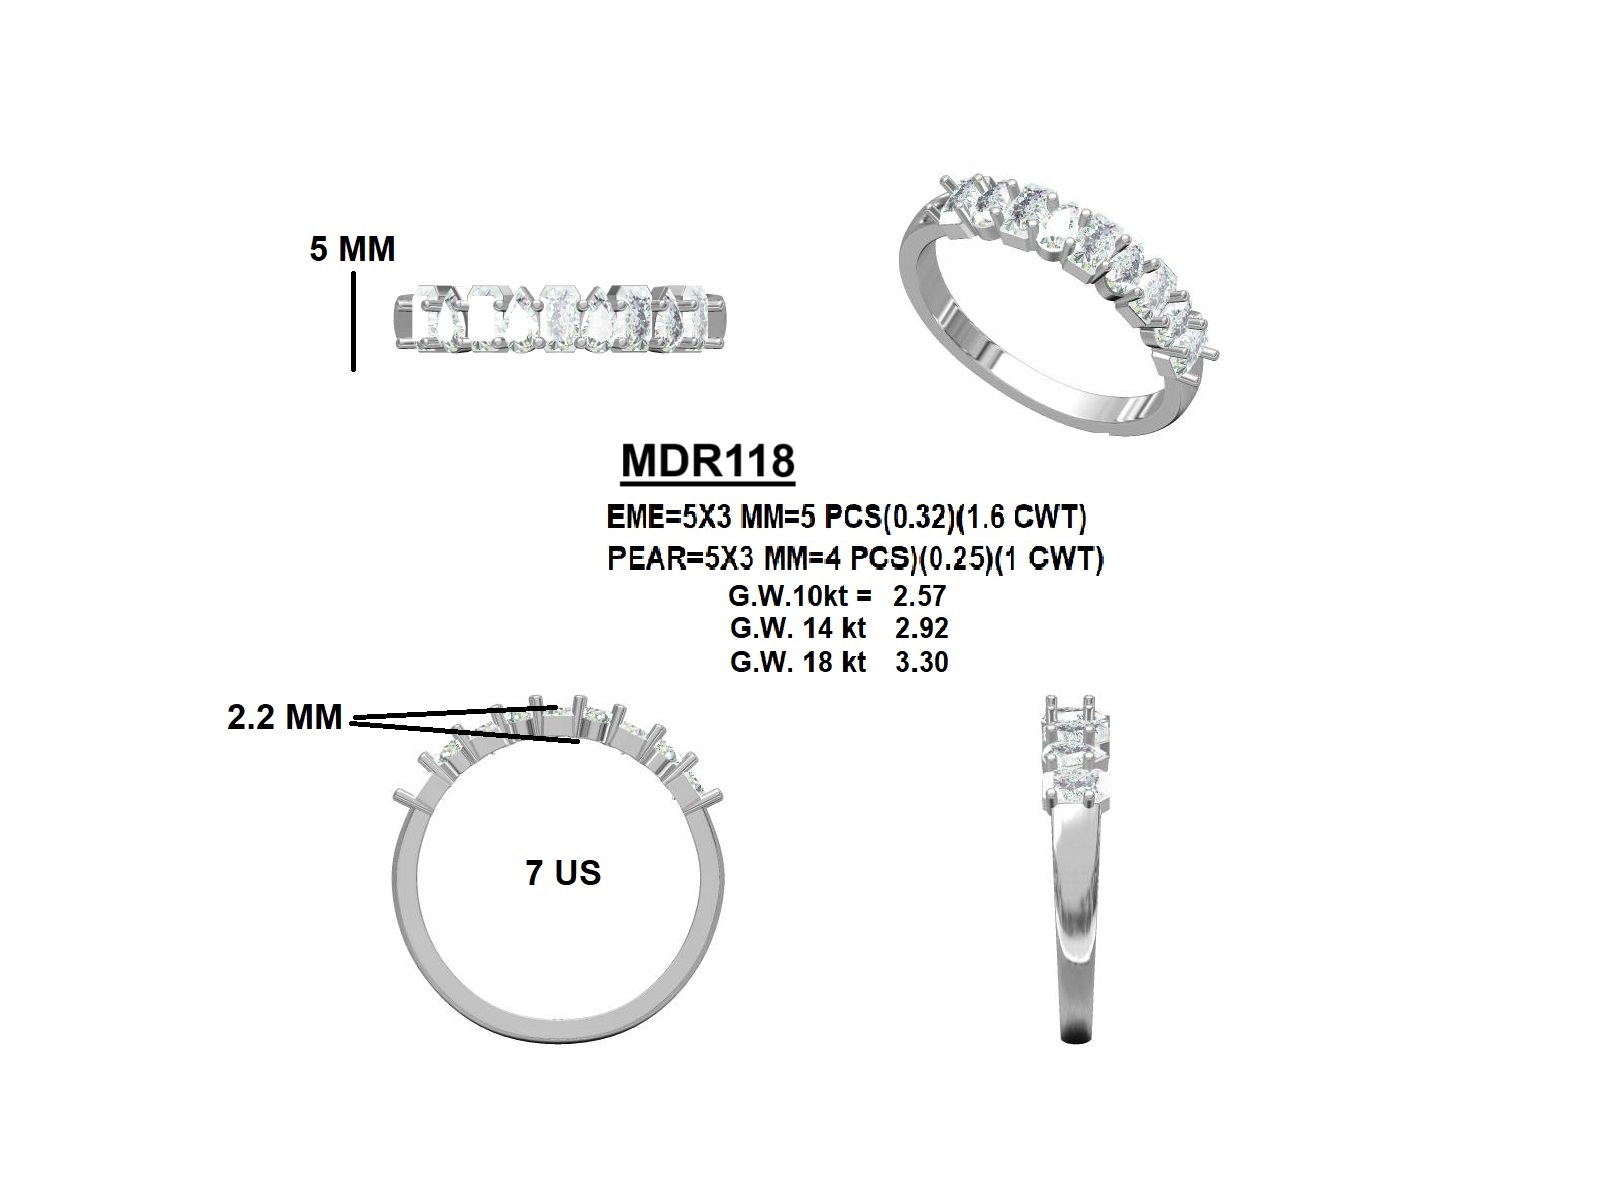 5 MM
MDR118
EME=5X3 MM=5 PCS(0.32)(1.6 CWT)
PEAR=5X3 MM=4 PCS)(0.25)(1 CWT)
G.W.10kt = 2.57
G.W. 14 kt 2.92
G.W. 18 kt 3.30
2.2 MM
7 US